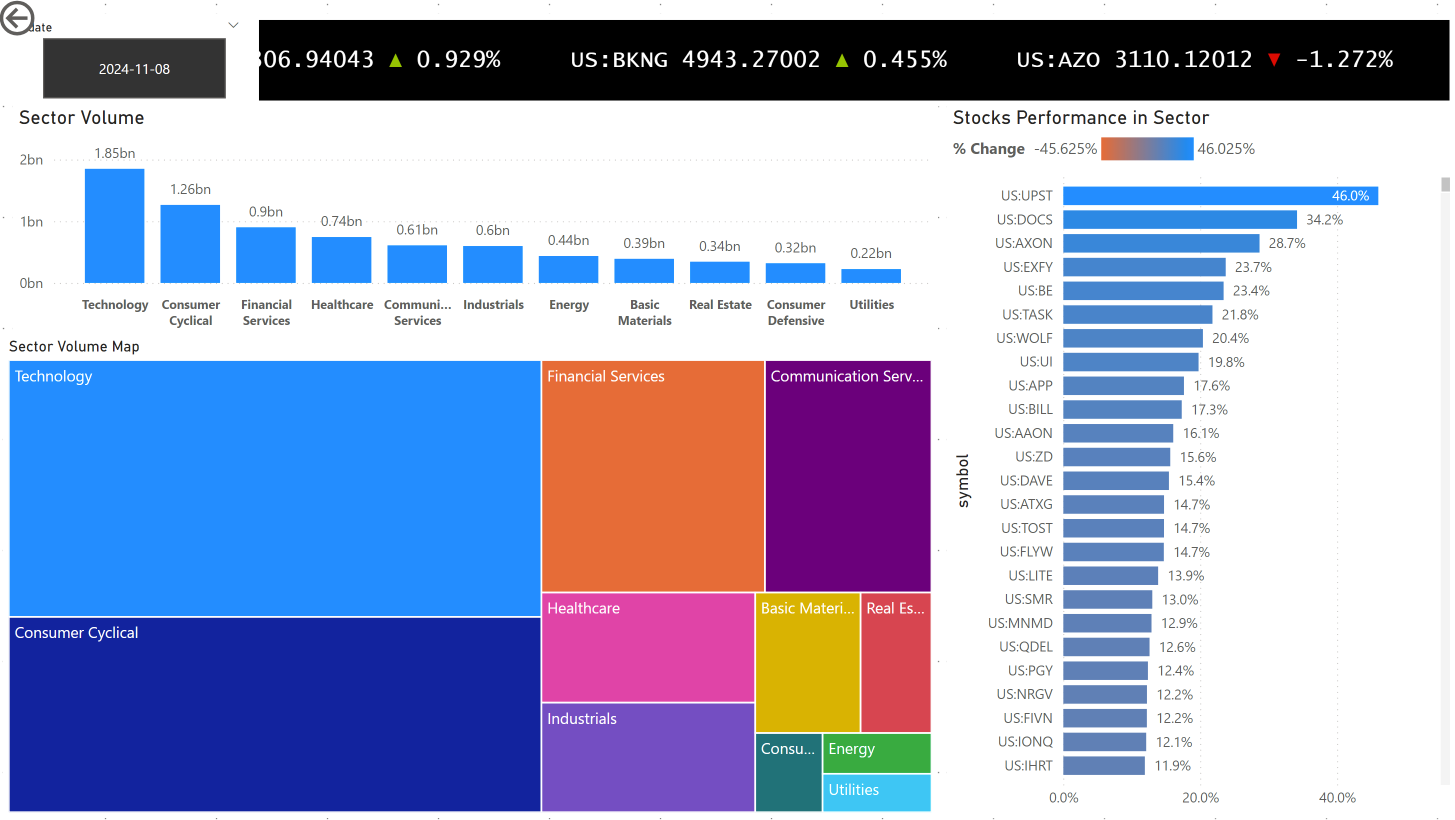 date
2024-11-08
306.94043 ▲ 0.929% US:BKNG 4943.27002 ▲ 0.455% US:AZO 3110.12012 ▼ -1.272%
Sector Volume
2bn
1bn
0bn
1.85bn
1.26bn
0.9bn
0.74bn
0.61bn
0.6bn
0.44bn
0.39bn
0.34bn
0.32bn
0.22bn
Technology
Consumer
Cyclical
Financial
Services
Healthcare
Communi...
Services
Industrials
Energy
Basic
Materials
Real Estate
Consumer
Defensive
Utilities
Sector Volume Map
Technology
Consumer Cyclical
Financial Services
Communication Serv...
Healthcare
Industrials
Basic Materi...
Real Es...
Consu...
Energy
Utilities
Stocks Performance in Sector
% Change -45.625% 46.025%
symbol
US:UPST 46.0%
US:DOCS 34.2%
US:AXON 28.7%
US:EXFY 23.7%
US:BE 23.4%
US:TASK 21.8%
US:WOLF 20.4%
US:UI 19.8%
US:APP 17.6%
US:BILL 17.3%
US:AAON 16.1%
US:ZD 15.6%
US:DAVE 15.4%
US:ATXG 14.7%
US:TOST 14.7%
US:FLYW 14.7%
US:LITE 13.9%
US:SMR 13.0%
US:MNMD 12.9%
US:QDEL 12.6%
US:PGY 12.4%
US:NRGV 12.2%
US:FIVN 12.2%
US:IONQ 12.1%
US:IHRT 11.9%
0.0% 20.0% 40.0%